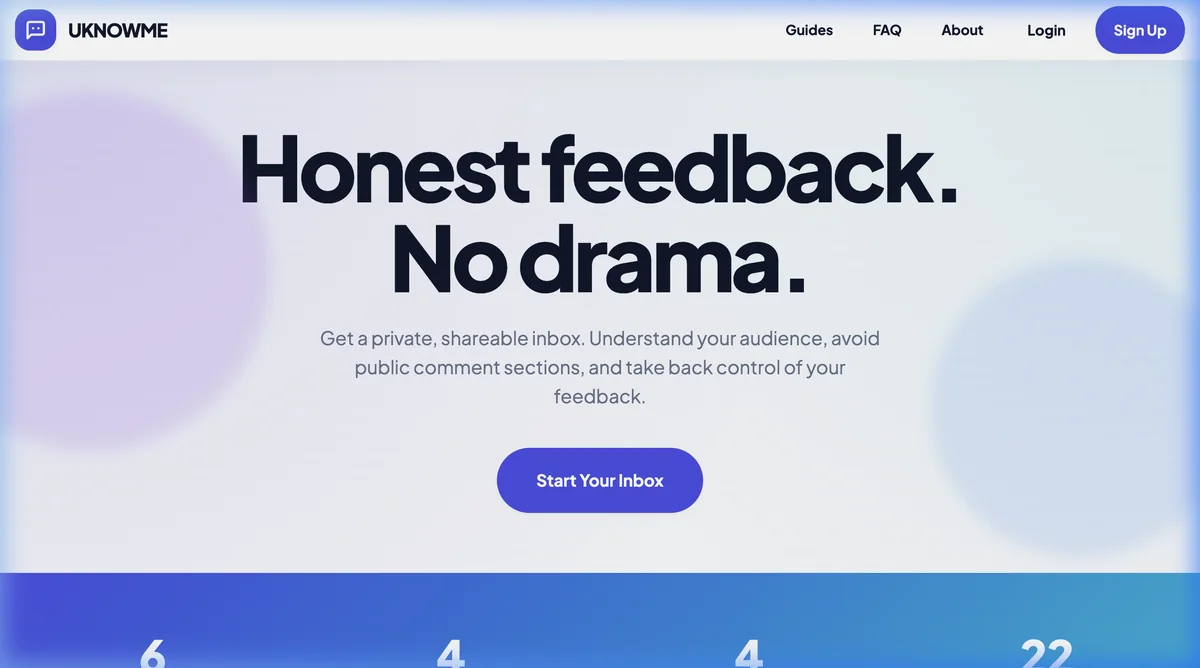 UKNOWME
Guides
FAQ
About
Login
Sign Up
Honest feedback.
No drama.
Get a private, shareable inbox. Understand your audience, avoid
public comment sections, and take back control of your
feedback.
Start Your Inbox
6
4
4
22